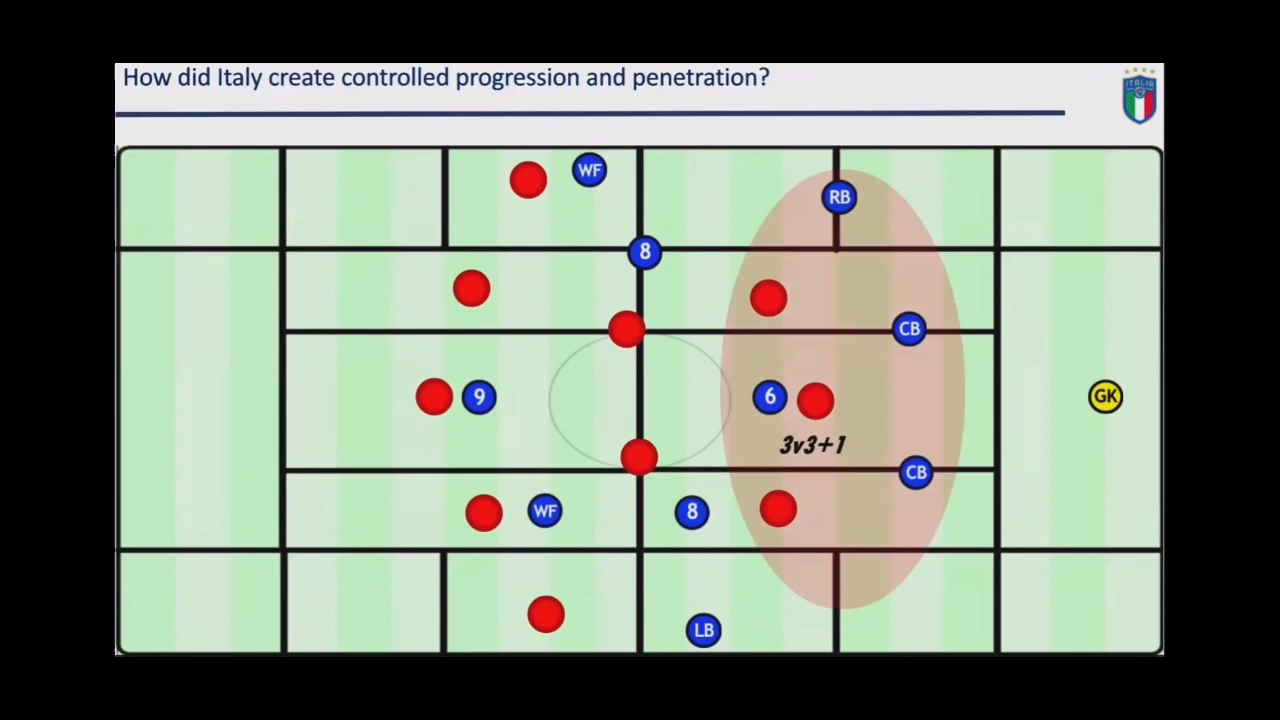 How did Italy create controlled progression and penetration?
ITALIA
WF
RB
8
CB
9
6
GK
3v3+1
CB
WF
8
LB